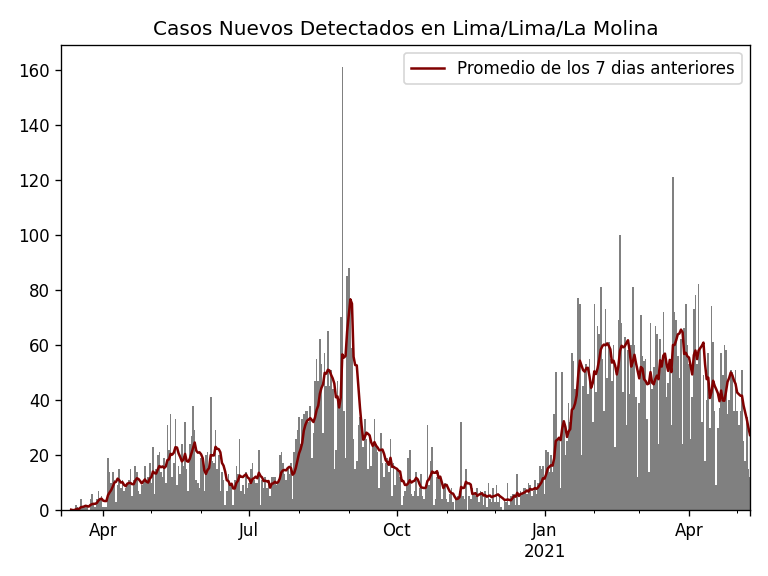 Casos Nuevos Detectados en Lima/Lima/La Molina
Promedio de los 7 dias anteriores
160
140
120
100
80
60
40
20
0
Apr
Jul
Oct
Jan
2021
Apr